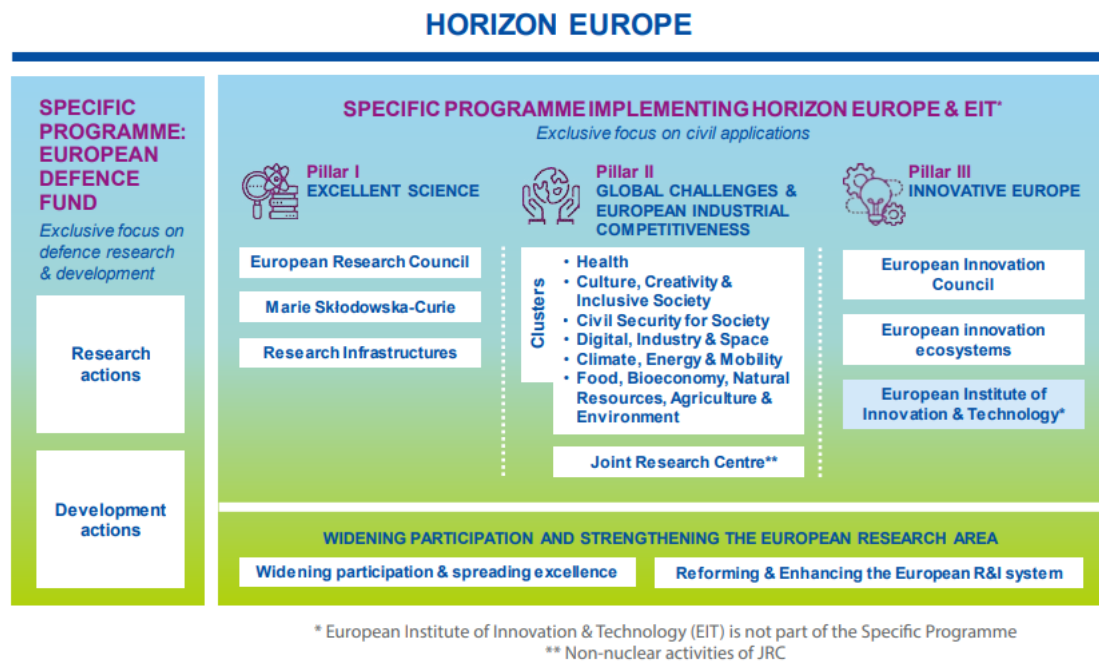 HORIZON EUROPE
SPECIFIC
PROGRAMME:
EUROPEAN
DEFENCE
FUND
Exclusive focus on
defence research
& development
Research
actions
Development
actions
SPECIFIC PROGRAMME IMPLEMENTING HORIZON EUROPE & EIT*
Exclusive focus on civil applications
Pillar I
EXCELLENT SCIENCE
European Research Council
Marie Skłodowska-Curie
Research Infrastructures
Pillar II
GLOBAL CHALLENGES &
EUROPEAN INDUSTRIAL
COMPETITIVENESS
Clusters
• Health
• Culture, Creativity &
Inclusive Society
• Civil Security for Society
• Digital, Industry & Space
• Climate, Energy & Mobility
• Food, Bioeconomy, Natural
Resources, Agriculture &
Environment
Joint Research Centre**
Pillar III
INNOVATIVE EUROPE
European Innovation
Council
European innovation
ecosystems
European Institute of
Innovation & Technology*
WIDENING PARTICIPATION AND STRENGTHENING THE EUROPEAN RESEARCH AREA
Widening participation & spreading excellence
Reforming & Enhancing the European R&I system
* European Institute of Innovation & Technology (EIT) is not part of the Specific Programme
** Non-nuclear activities of JRC